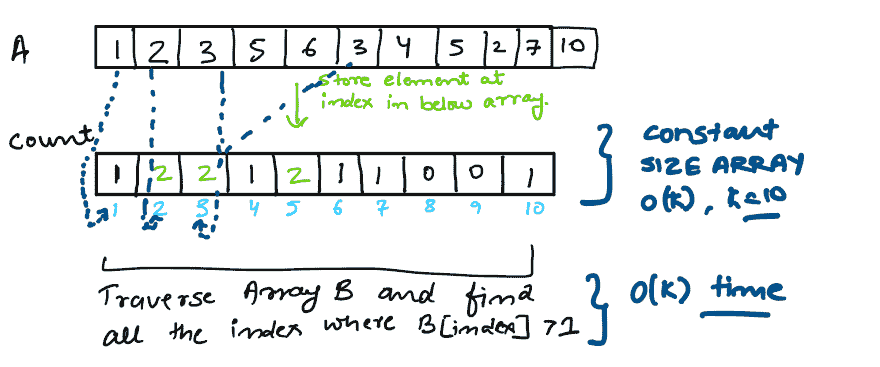 A 1 2 3 5 6 3 4 5 2 7 10
store element at
index in below array.
count
1 2 2 1 2 1 1 0 0 1
1 2 3 4 5 6 7 8 9 10
constant
SIZE ARRAY
O(k), k=10
Traverse Array B and find
all the index where B[index] >1
O(k) time